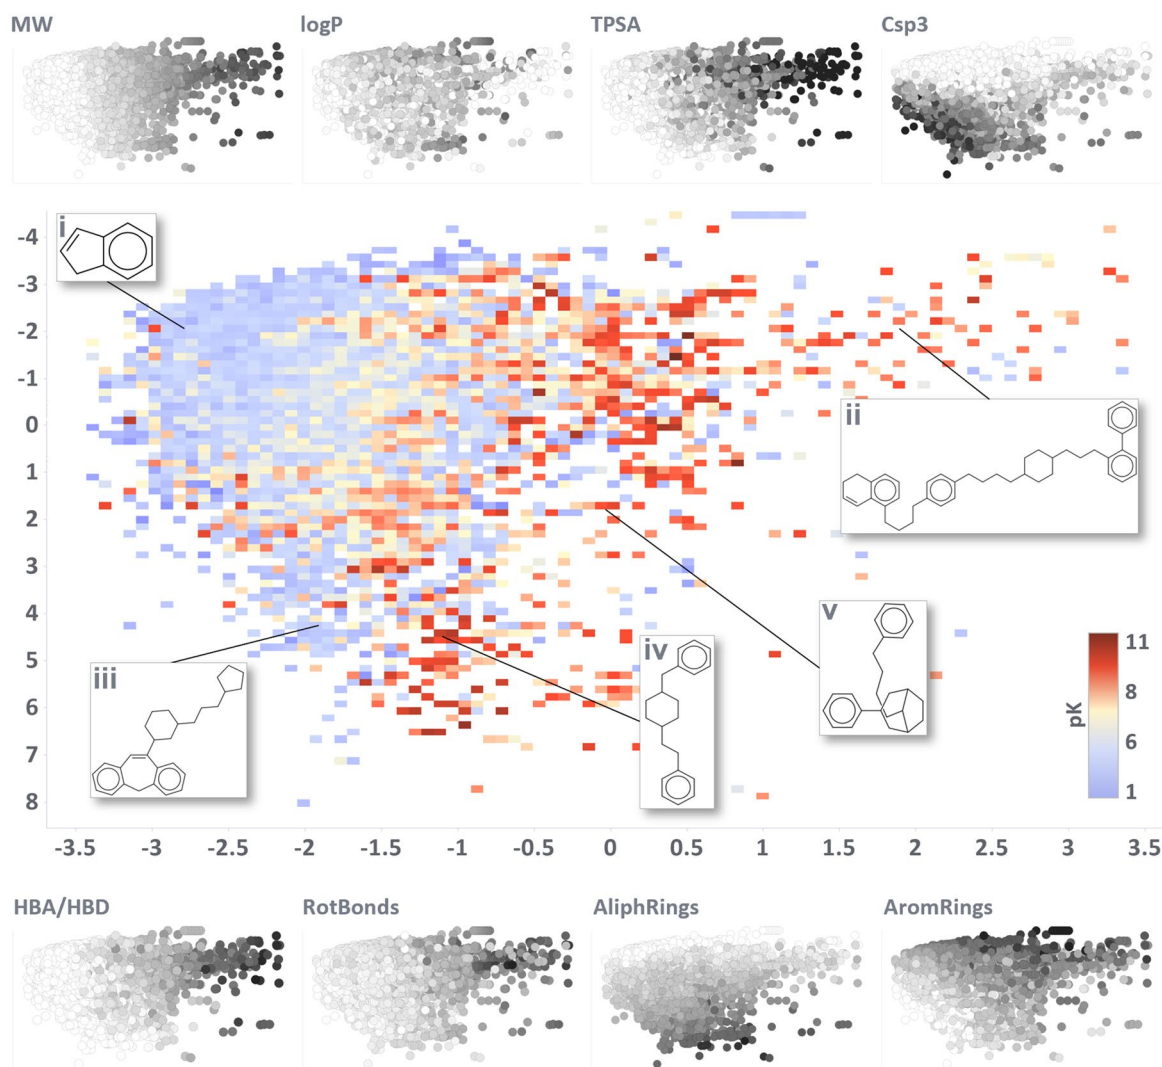 MW logP TPSA Csp3
i
-4
-3
-2
-1
0
1
2
3
4
5
6
7
8
ii
iii
iv
v
11
8
6
1
pK
-3.5 -3 -2.5 -2 -1.5 -1 -0.5 0 0.5 1 1.5 2 2.5 3 3.5
HBA/HBD RotBonds AliphRings AromRings